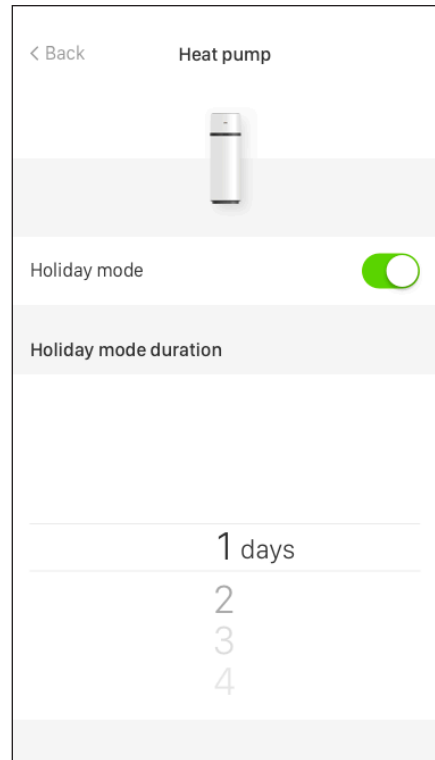 < Back Heat pump
Holiday mode
Holiday mode duration
1 days
2
3
4